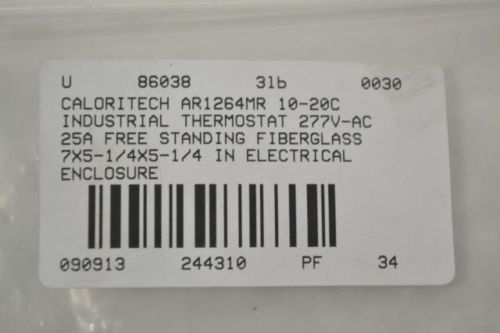 U 86038 3lb 0030
CALORITECH AR1264MR 10-20C
INDUSTRIAL THERMOSTAT 277V-AC
25A FREE STANDING FIBERGLASS
7X5-1/4X5-1/4 IN ELECTRICAL
ENCLOSURE
090913 244310 PF 34